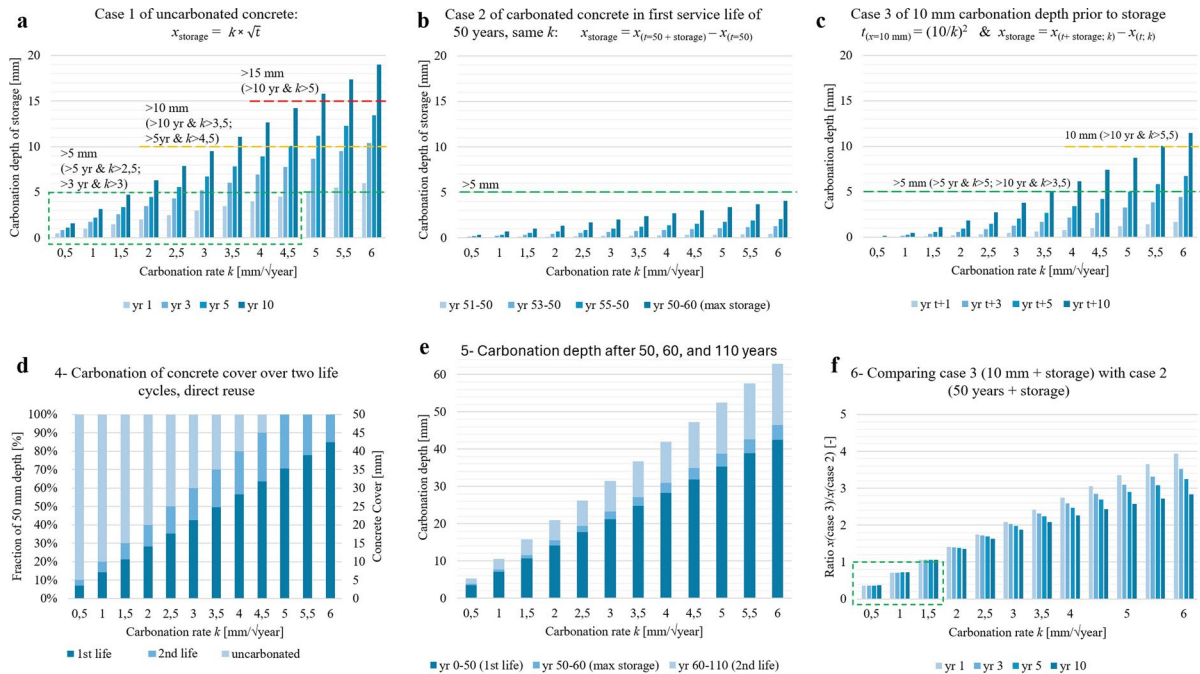 a
Case 1 of uncarbonated concrete:
x storage = k × √t
Carbonation depth of storage [mm]
20
15
10
5
0
>15 mm
(>10 yr & k>5)
>10 mm
(>10 yr & k>3,5;
>5yr & k>4,5)
>5 mm
(>5 yr & k>2,5;
>3 yr & k>3)
0,5 1 1,5 2 2,5 3 3,5 4 4,5 5 5,5 6
Carbonation rate k [mm/√year]
yr 1 yr 3 yr 5 yr 10
b
Case 2 of carbonated concrete in first service life of
50 years, same k: x storage = x (t=50 + storage) – x (t=50)
Carbonation depth of storage [mm]
20
15
10
5
0
>5 mm
0,5 1 1,5 2 2,5 3 3,5 4 4,5 5 5,5 6
Carbonation rate k [mm/√year]
yr 51-50 yr 53-50 yr 55-50 yr 50-60 (max storage)
c
Case 3 of 10 mm carbonation depth prior to storage
t (x=10 mm) = (10/k)² & x storage = x (t+ storage; k) – x (t; k)
Carbonation depth of storage [mm]
20
15
10
5
0
10 mm (>10 yr & k>5,5)
>5 mm (>5 yr & k>5; >10 yr & k>3,5)
0,5 1 1,5 2 2,5 3 3,5 4 4,5 5 5,5 6
Carbonation rate k [mm/√year]
yr t+1 yr t+3 yr t+5 yr t+10
d
4- Carbonation of concrete cover over two life
cycles, direct reuse
Fraction of 50 mm depth [%]
100%
90%
80%
70%
60%
50%
40%
30%
20%
10%
0%
50
45
40
35
30
25
20
15
10
5
0
Concrete Cover [mm]
0,5 1 1,5 2 2,5 3 3,5 4 4,5 5 5,5 6
Carbonation rate k [mm/√year]
1st life 2nd life uncarbonated
e
5- Carbonation depth after 50, 60, and 110 years
Carbonation depth [mm]
60
50
40
30
20
10
0
0,5 1 1,5 2 2,5 3 3,5 4 4,5 5 5,5 6
Carbonation rate k [mm/√year]
yr 0-50 (1st life) yr 50-60 (max storage) yr 60-110 (2nd life)
f
6- Comparing case 3 (10 mm + storage) with case 2
(50 years + storage)
Ratio x(case 3)/x(case 2) [-]
5
4
3
2
1
0
0,5 1 1,5 2 2,5 3 3,5 4 5 6
Carbonation rate k [mm/√year]
yr 1 yr 3 yr 5 yr 10